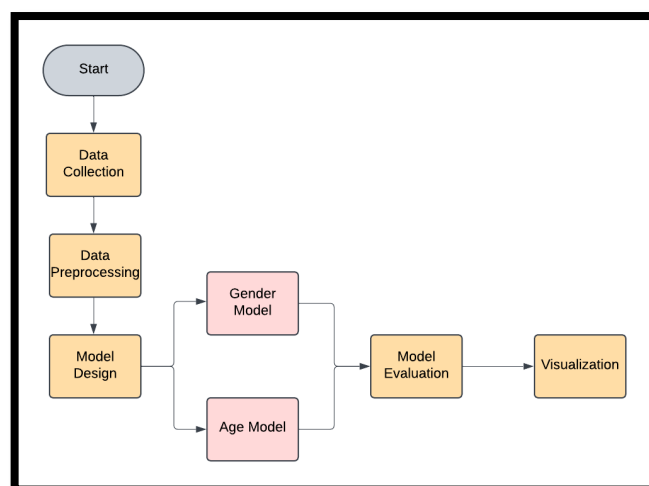 Start
Data
Collection
Data
Preprocessing
Model
Design
Gender
Model
Age Model
Model
Evaluation
Visualization